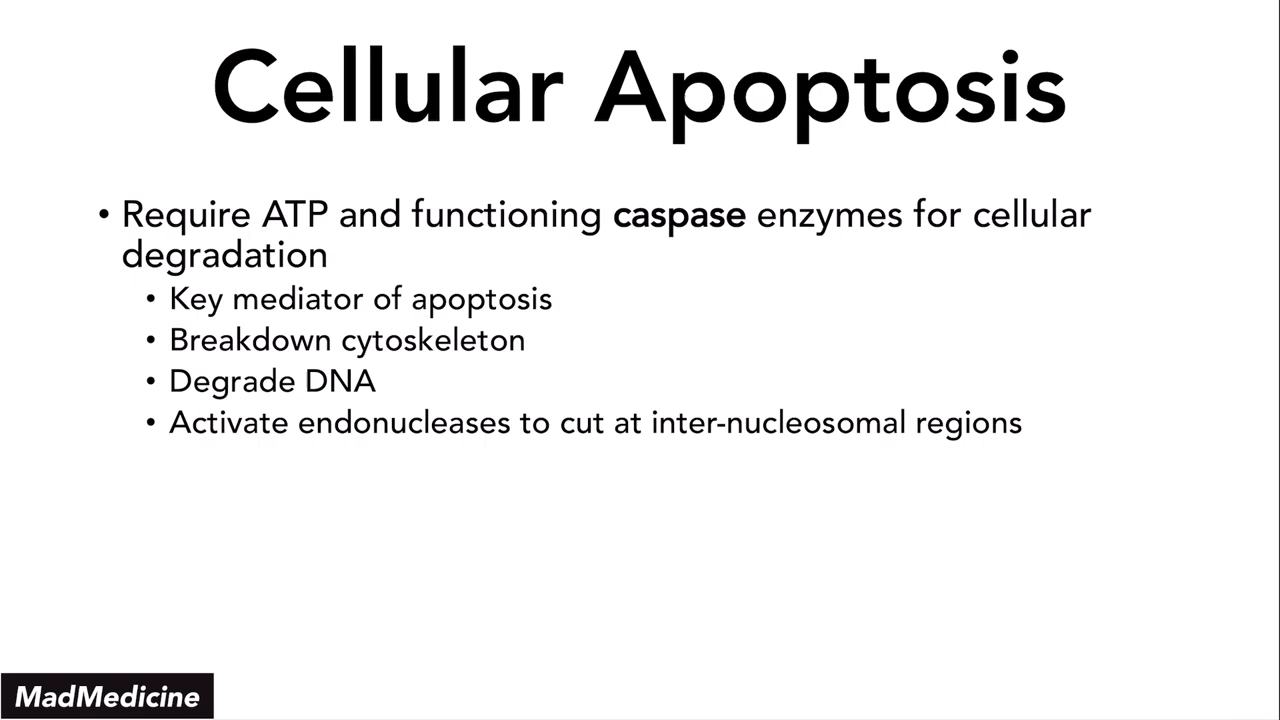 Cellular Apoptosis
• Require ATP and functioning caspase enzymes for cellular
degradation
• Key mediator of apoptosis
• Breakdown cytoskeleton
• Degrade DNA
• Activate endonucleases to cut at inter-nucleosomal regions
MadMedicine